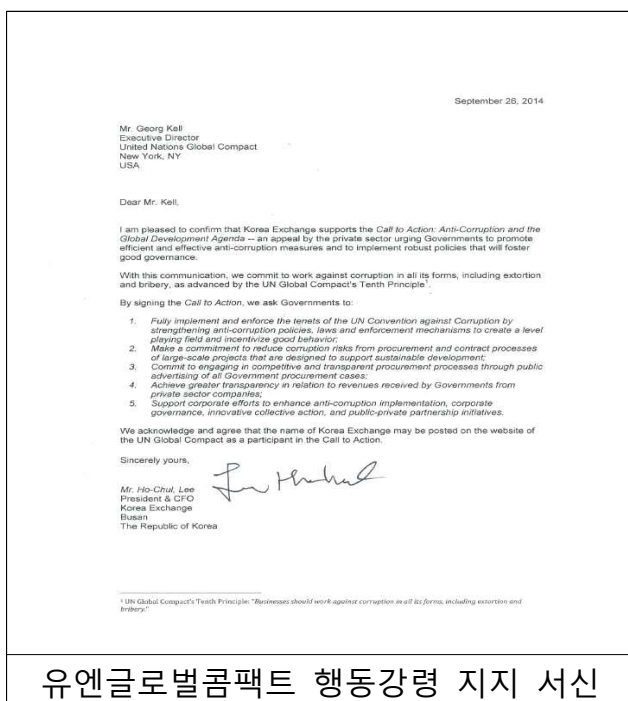 September 26, 2014
Mr. Georg Kell
Executive Director
United Nations Global Compact
New York, NY
USA
Dear Mr. Kell,
I am pleased to confirm that Korea Exchange supports the Call to Action: Anti-Corruption and the
Global Development Agenda -- an appeal by the private sector urging Governments to promote
efficient and effective anti-corruption measures and to implement robust policies that will foster
good governance.
With this communication, we commit to work against corruption in all its forms, including extortion
and bribery, as advanced by the UN Global Compact's Tenth Principle¹.
By signing the Call to Action, we ask Governments to:
1. Fully implement and enforce the tenets of the UN Convention against Corruption by
strengthening anti-corruption policies, laws and enforcement mechanisms to create a level
playing field and incentivize good behavior;
2. Make a commitment to reduce corruption risks from procurement and contract processes
of large-scale projects that are designed to support sustainable development;
3. Commit to engaging in competitive and transparent procurement processes through public
advertising of all Government procurement cases;
4. Achieve greater transparency in relation to revenues received by Governments from
private sector companies;
5. Support corporate efforts to enhance anti-corruption implementation, corporate
governance, innovative collective action, and public-private partnership initiatives.
We acknowledge and agree that the name of Korea Exchange may be posted on the website of
the UN Global Compact as a participant in the Call to Action.
Sincerely yours,
Mr. Ho-Chul, Lee
President & CFO
Korea Exchange
Busan
The Republic of Korea
¹ UN Global Compact's Tenth Principle: "Businesses should work against corruption in all its forms, including extortion and
bribery."
유엔글로벌콤팩트 행동강령 지지 서신